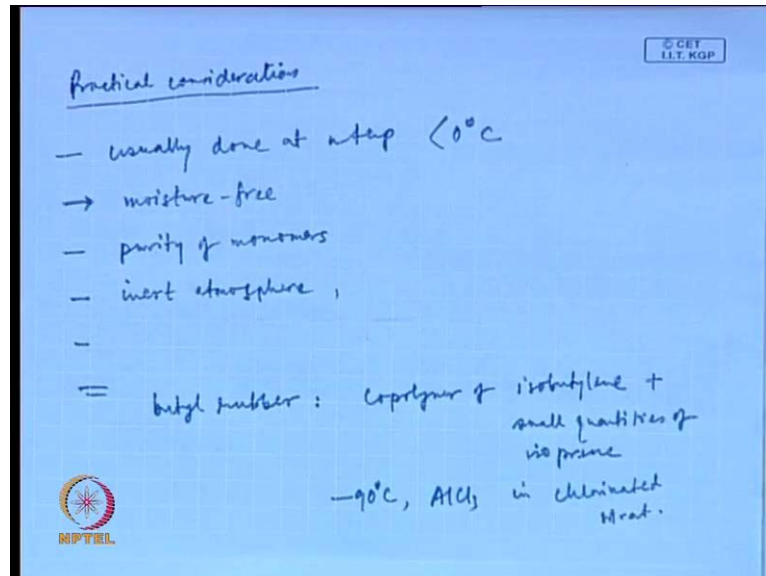 © CET
I.I.T. KGP
Practical considerations
— usually done at temp < 0°C
→ moisture-free
— purity of monomers
— inert atmosphere,
—
= butyl rubber : copolymer of isobutylene +
small quantities of
isoprene
—90°C, AlCl3 in chlorinated
NPTEL